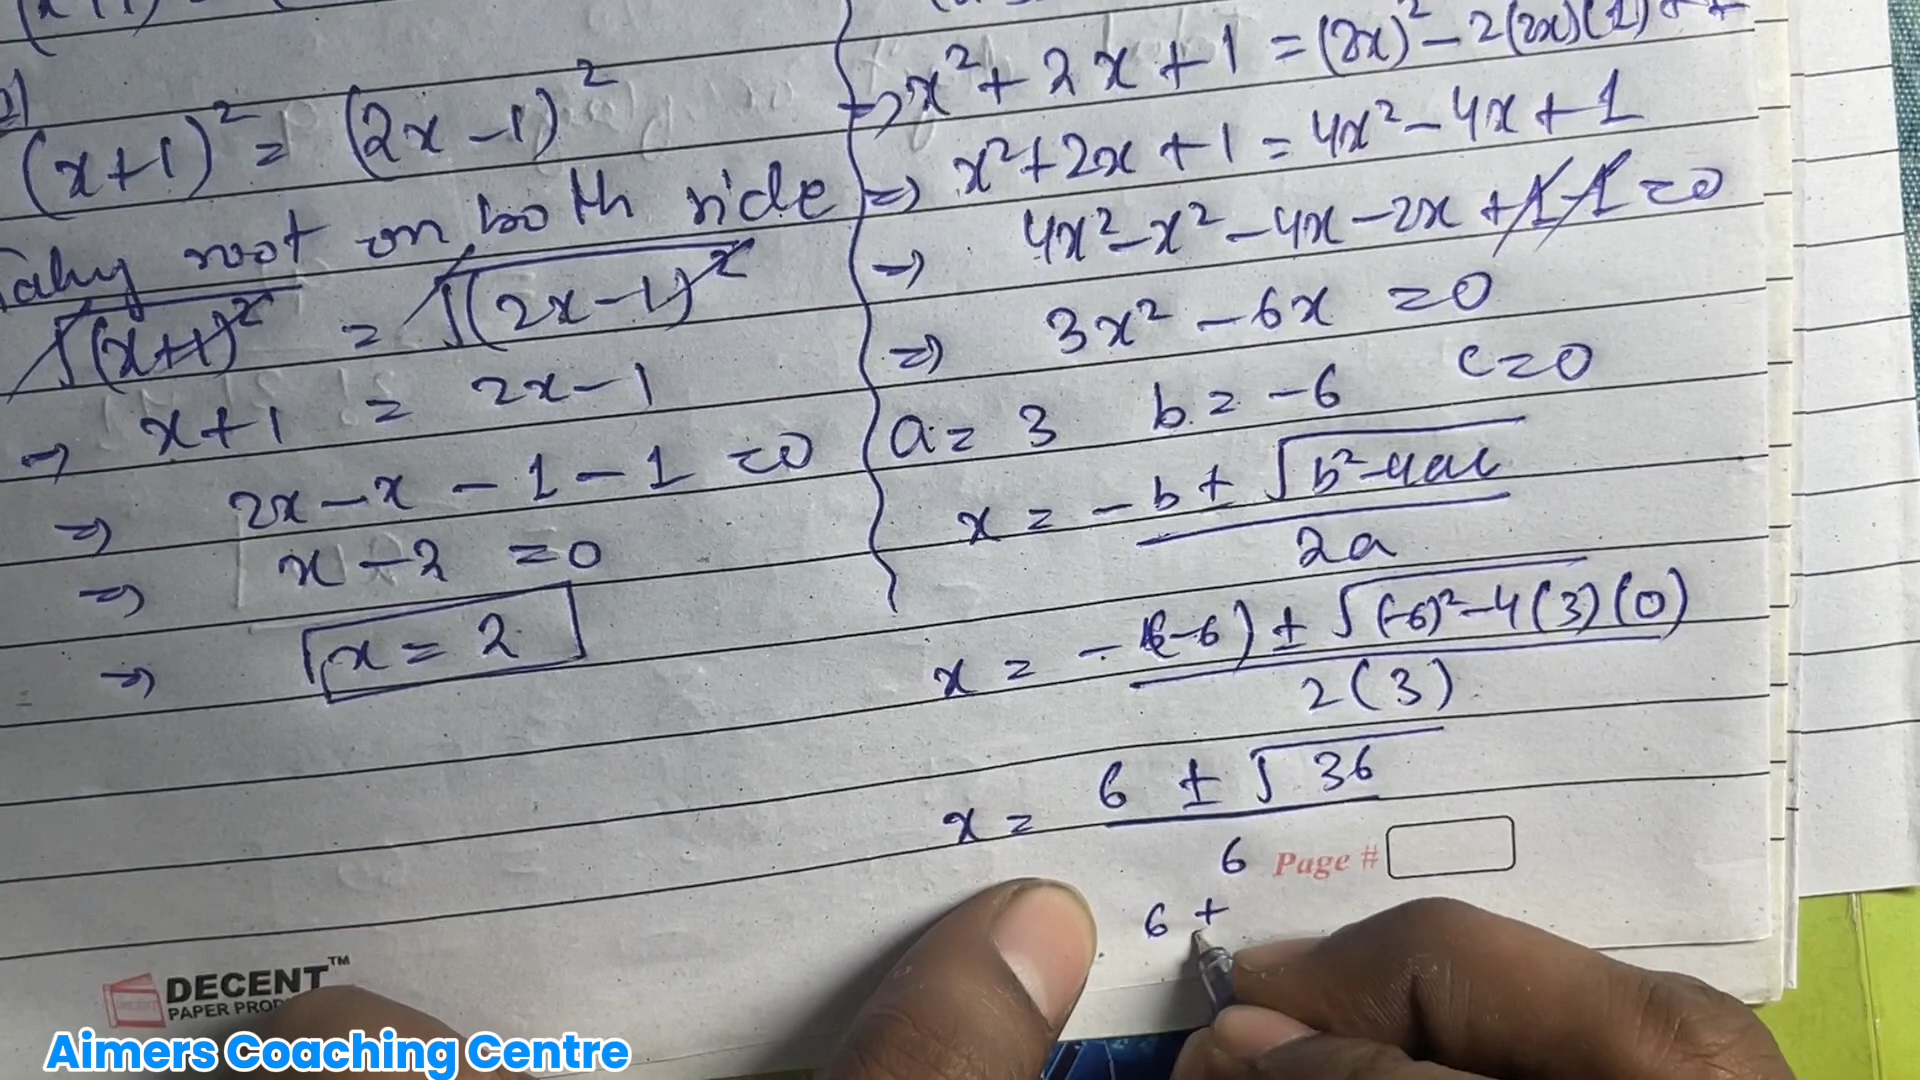 (x+1)² = (2x-1)²
root on both side
√(x+1)² = √(2x-1)²
→ x+1 = 2x-1
⇒ 2x-x-1-1=0
⇒ x-2=0
⇒ x=2
⇒ x²+2x+1=(2x)²-2(2x)(1)+
⇒ x²+2x+1=4x²-4x+1
⇒ 4x²-x²-4x-2x+1-1=0
⇒ 3x²-6x=0
a=3 b=-6 c=0
x = -b±√b²-4ac
2a
x = -(-6)±√(-6)²-4(3)(0)
2(3)
x = 6±√36
6
Page #
6 +
DECENT™
PAPER
Aimers Coaching Centre